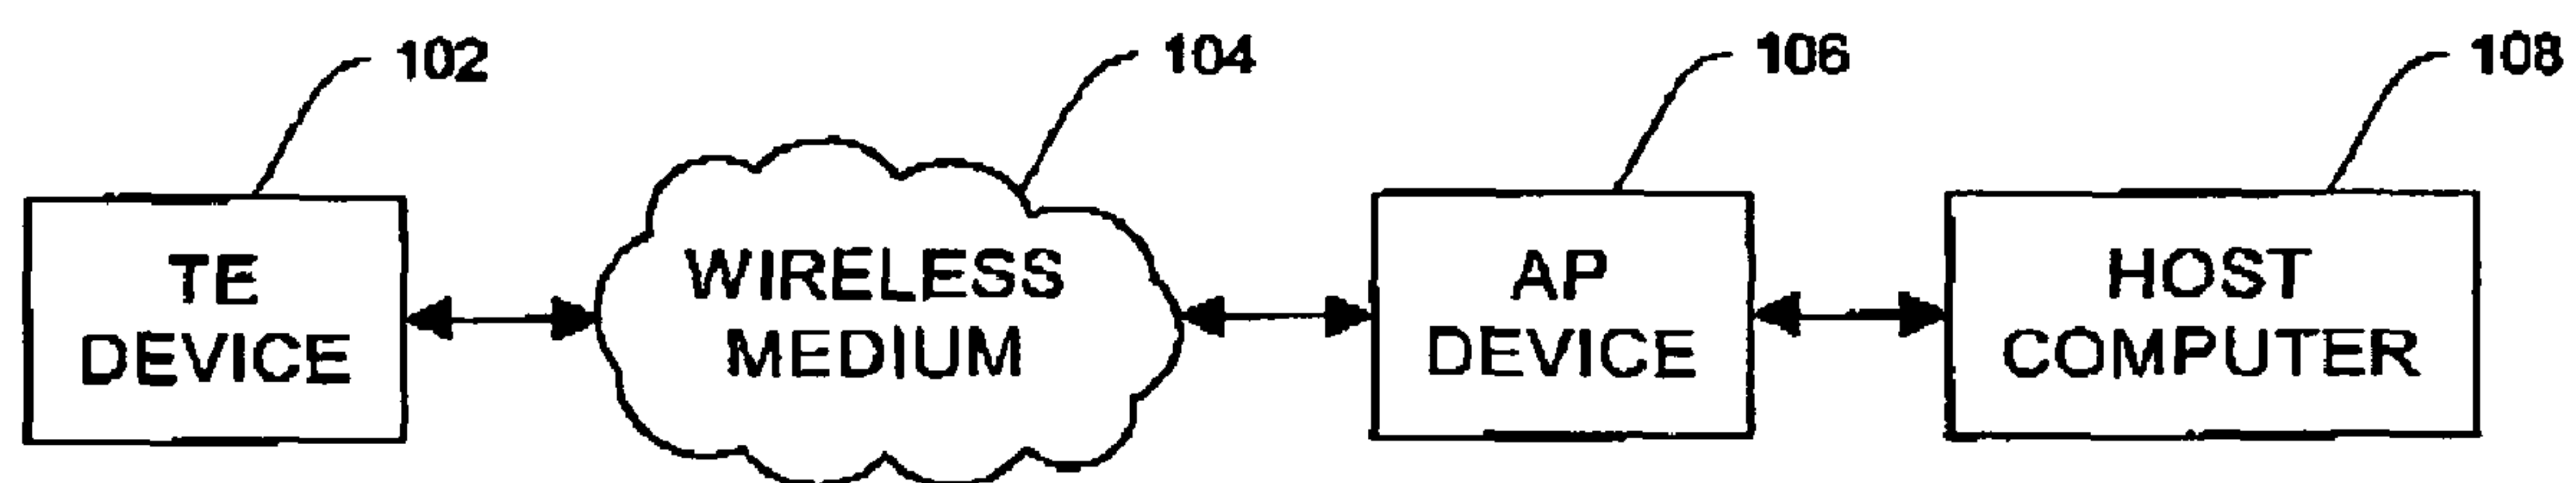 102
104
106
108
TE
DEVICE
WIRELESS
MEDIUM
AP
DEVICE
HOST
COMPUTER